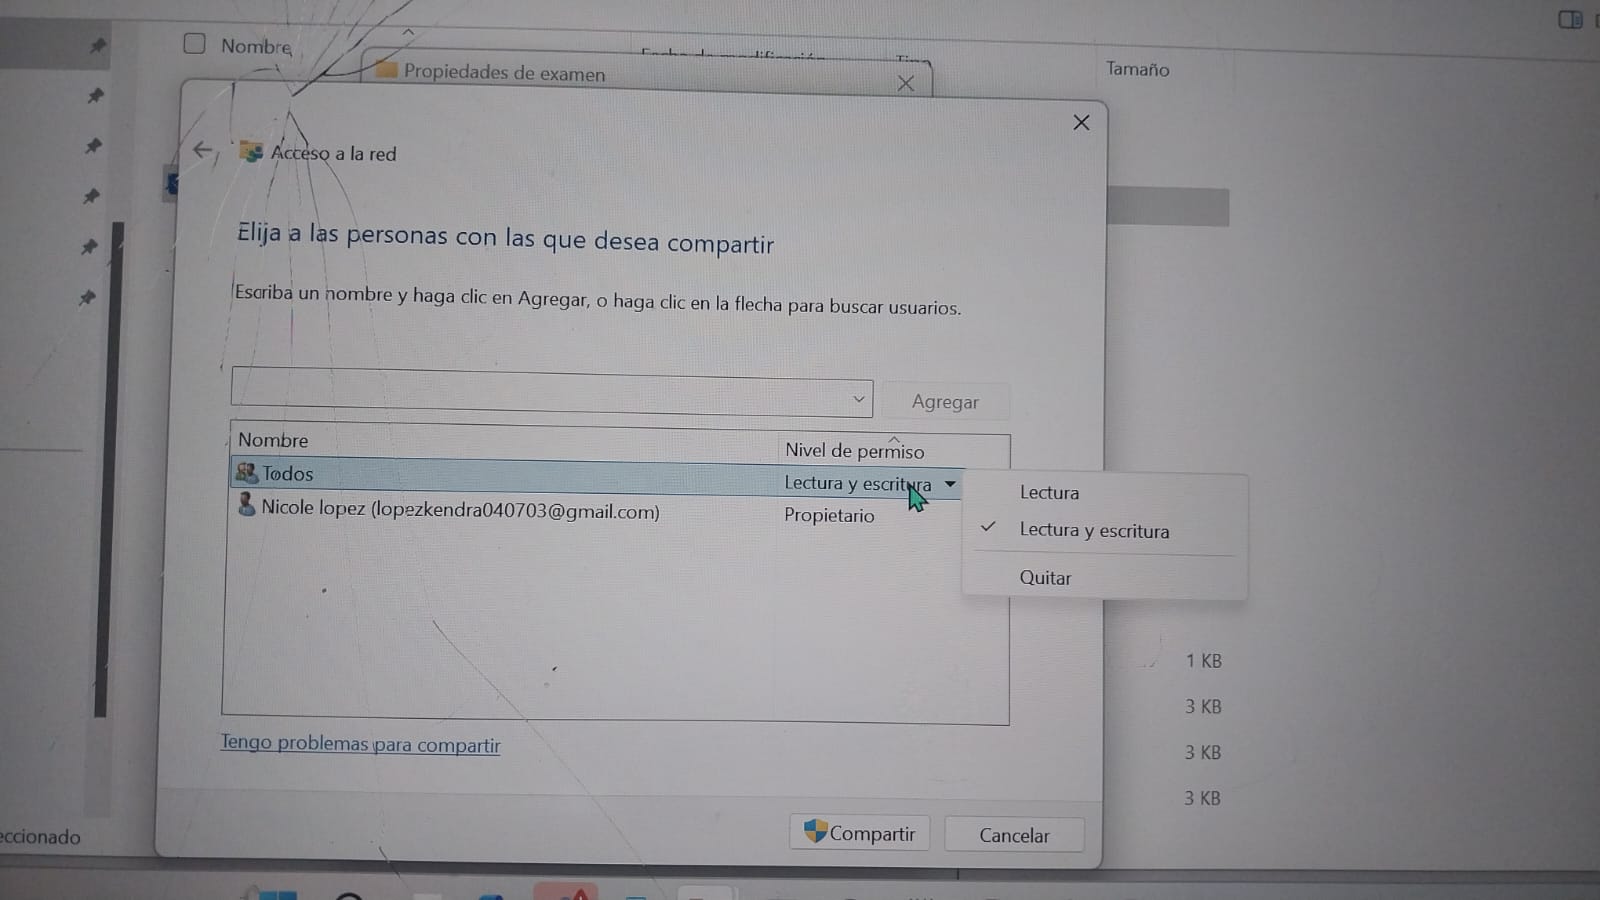 Nombre
Tamaño
Propiedades de examen
Acceso a la red
Elija a las personas con las que desea compartir
Escriba un nombre y haga clic en Agregar, o haga clic en la flecha para buscar usuarios.
Agregar
Nombre
Nivel de permiso
Todos
Lectura y escritura
Nicole lopez (lopezkendra040703@gmail.com)
Propietario
Lectura
Lectura y escritura
Quitar
1 KB
3 KB
3 KB
3 KB
Tengo problemas para compartir
Compartir
Cancelar
eccionado